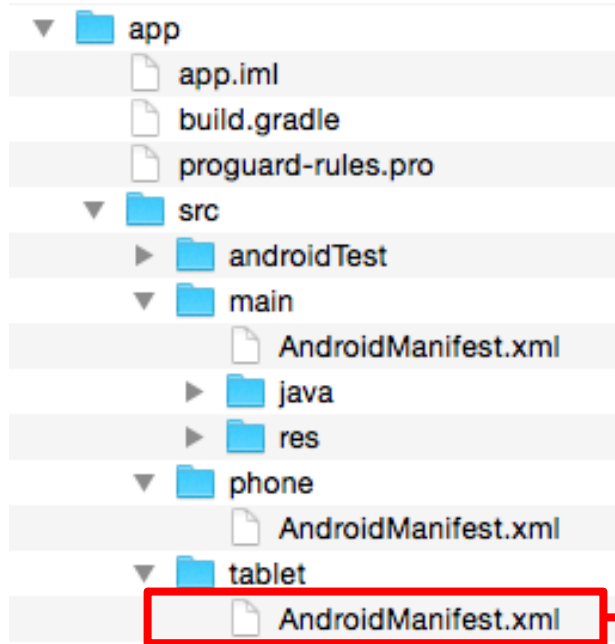 app
app.iml
build.gradle
proguard-rules.pro
src
androidTest
main
AndroidManifest.xml
java
res
phone
AndroidManifest.xml
tablet
AndroidManifest.xml